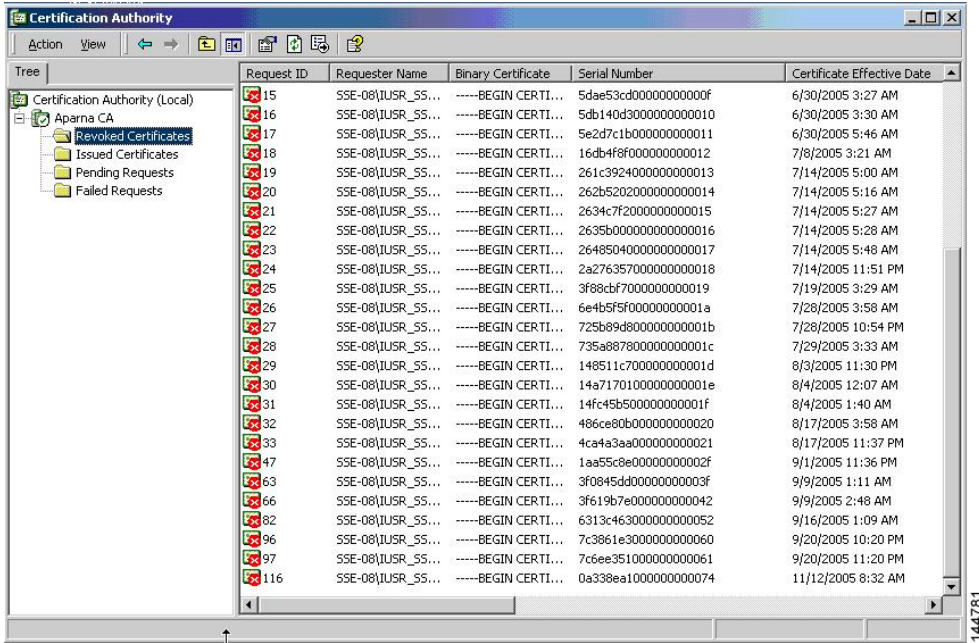 Certification Authority
Action View
Tree
Certification Authority (Local)
Aparna CA
Revoked Certificates
Issued Certificates
Pending Requests
Failed Requests
Request ID Requester Name Binary Certificate Serial Number Certificate Effective Date
15 SSE-08\IUSR_SS... -----BEGIN CERTI... 5dae53cd00000000000f 6/30/2005 3:27 AM
16 SSE-08\IUSR_SS... -----BEGIN CERTI... 5db140d3000000000010 6/30/2005 3:30 AM
17 SSE-08\IUSR_SS... -----BEGIN CERTI... 5e2d7c1b000000000011 6/30/2005 5:46 AM
18 SSE-08\IUSR_SS... -----BEGIN CERTI... 16db4f8f000000000012 7/8/2005 3:21 AM
19 SSE-08\IUSR_SS... -----BEGIN CERTI... 261c3924000000000013 7/14/2005 5:00 AM
20 SSE-08\IUSR_SS... -----BEGIN CERTI... 262b5202000000000014 7/14/2005 5:16 AM
21 SSE-08\IUSR_SS... -----BEGIN CERTI... 2634c7f2000000000015 7/14/2005 5:27 AM
22 SSE-08\IUSR_SS... -----BEGIN CERTI... 2635b000000000000016 7/14/2005 5:28 AM
23 SSE-08\IUSR_SS... -----BEGIN CERTI... 26485040000000000017 7/14/2005 5:48 AM
24 SSE-08\IUSR_SS... -----BEGIN CERTI... 2a276357000000000018 7/14/2005 11:51 PM
25 SSE-08\IUSR_SS... -----BEGIN CERTI... 3f88cbf7000000000019 7/19/2005 3:29 AM
26 SSE-08\IUSR_SS... -----BEGIN CERTI... 6e4b5f5f00000000001a 7/28/2005 3:58 AM
27 SSE-08\IUSR_SS... -----BEGIN CERTI... 725b89d800000000001b 7/28/2005 10:54 PM
28 SSE-08\IUSR_SS... -----BEGIN CERTI... 735a887800000000001c 7/29/2005 3:33 AM
29 SSE-08\IUSR_SS... -----BEGIN CERTI... 148511c700000000001d 8/3/2005 11:30 PM
30 SSE-08\IUSR_SS... -----BEGIN CERTI... 14a7170100000000001e 8/4/2005 12:07 AM
31 SSE-08\IUSR_SS... -----BEGIN CERTI... 14fc45b500000000001f 8/4/2005 1:40 AM
32 SSE-08\IUSR_SS... -----BEGIN CERTI... 486ce80b000000000020 8/17/2005 3:58 AM
33 SSE-08\IUSR_SS... -----BEGIN CERTI... 4ca4a3aa000000000021 8/17/2005 11:37 PM
47 SSE-08\IUSR_SS... -----BEGIN CERTI... 1aa55c8e00000000002f 9/1/2005 11:36 PM
63 SSE-08\IUSR_SS... -----BEGIN CERTI... 3f0845dd00000000003f 9/9/2005 1:11 AM
66 SSE-08\IUSR_SS... -----BEGIN CERTI... 3f619b7e000000000042 9/9/2005 2:48 AM
82 SSE-08\IUSR_SS... -----BEGIN CERTI... 6313c463000000000052 9/16/2005 1:09 AM
96 SSE-08\IUSR_SS... -----BEGIN CERTI... 7c3861e3000000000060 9/20/2005 10:20 PM
97 SSE-08\IUSR_SS... -----BEGIN CERTI... 7c6ee351000000000061 9/20/2005 11:20 PM
116 SSE-08\IUSR_SS... -----BEGIN CERTI... 0a338ea1000000000074 11/12/2005 8:32 AM
144781